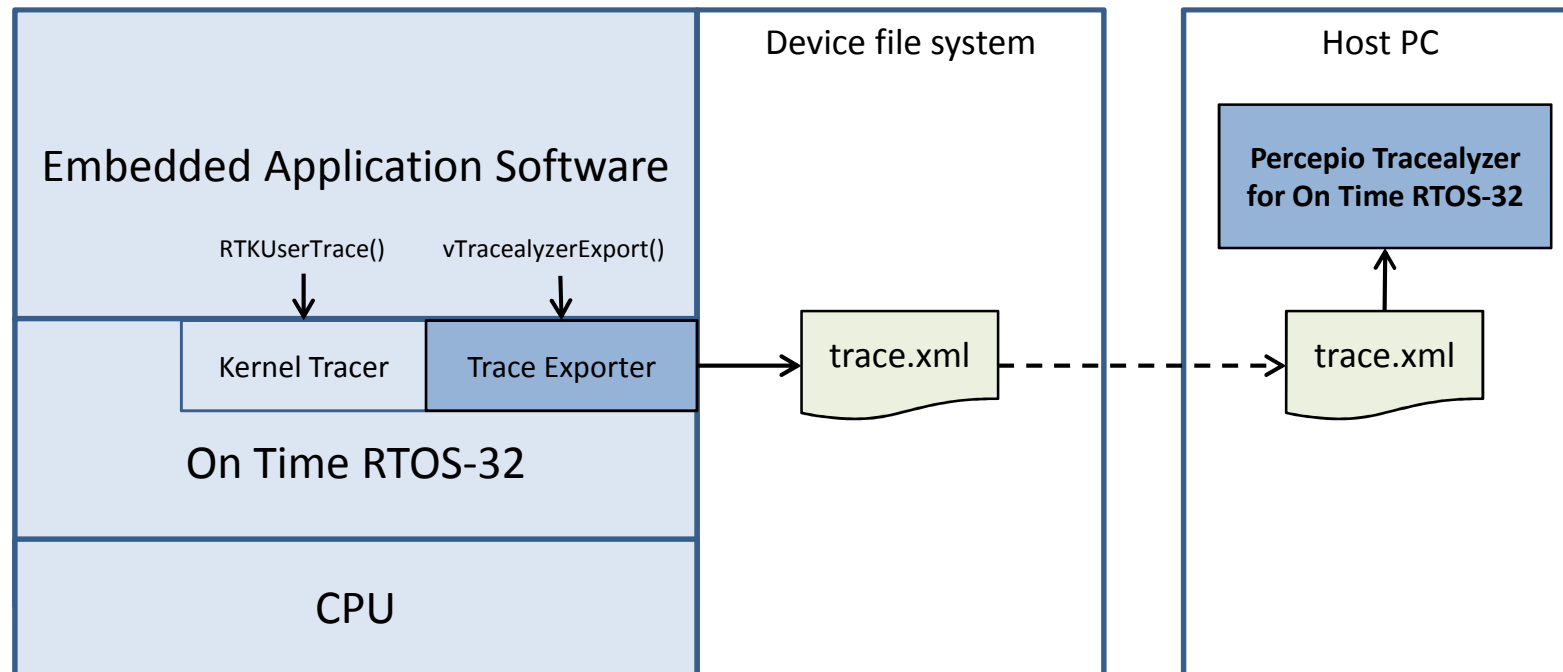 Device file system
Host PC
Embedded Application Software
Percepio Tracealyzer
for On Time RTOS-32
RTKUserTrace()
vTracealyzerExport()
Kernel Tracer
Trace Exporter
trace.xml
trace.xml
On Time RTOS-32
CPU